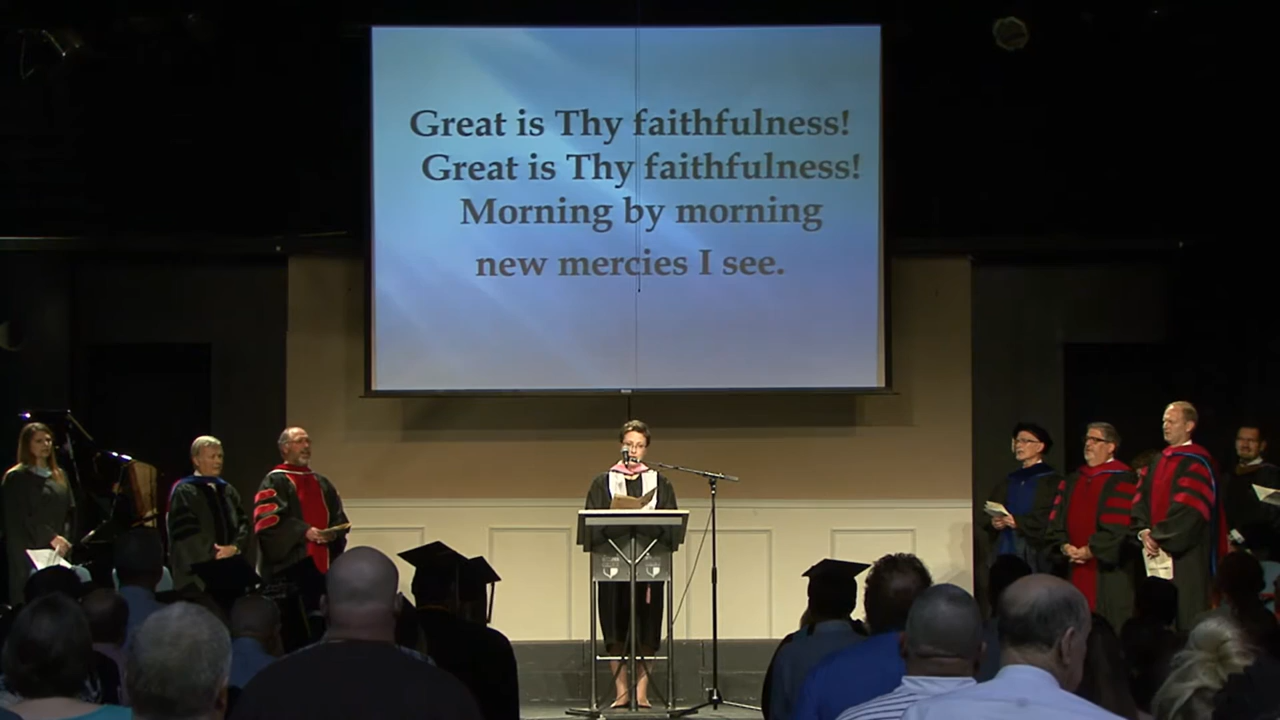 Great is Thy faithfulness!
Great is Thy faithfulness!
Morning by morning
new mercies I see.